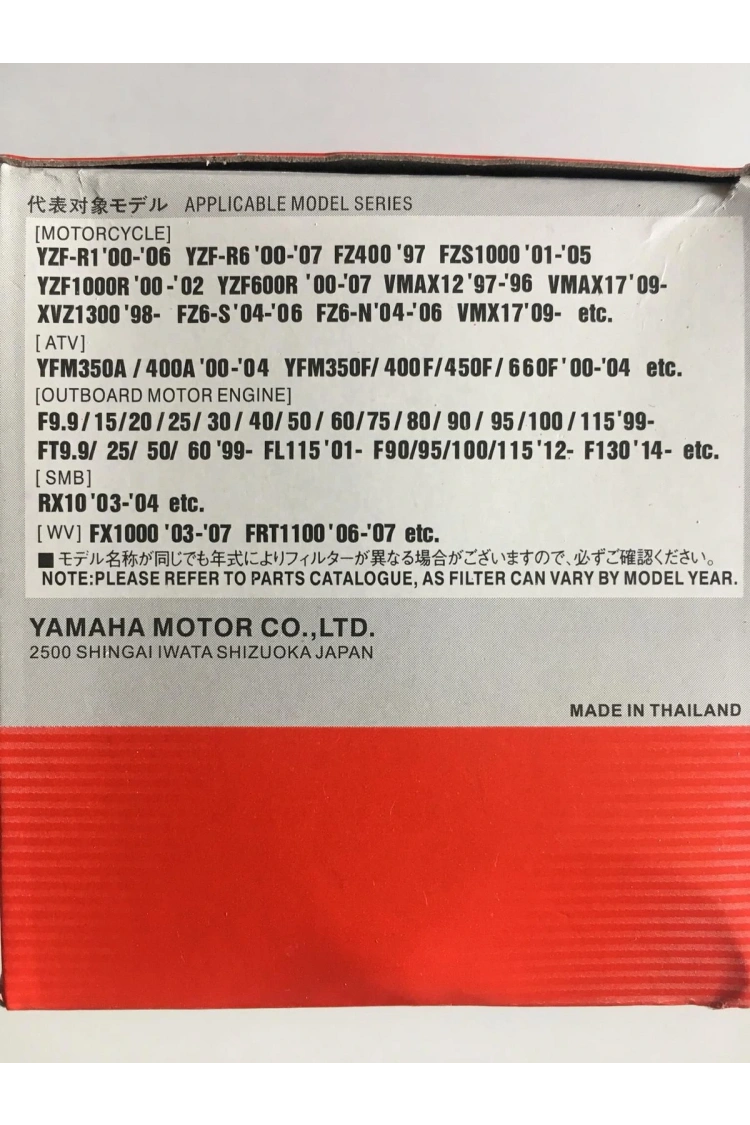 代表対象モデル APPLICABLE MODEL SERIES
[MOTORCYCLE]
YZF-R1'00-'06 YZF-R6'00-'07 FZ400'97 FZS1000'01-'05
YZF1000R'00-'02 YZF600R '00-'07 VMAX12'97-'96 VMAX17'09-
XVZ1300'98- FZ6-S'04-'06 FZ6-N'04-'06 VMX17'09- etc.
[ATV]
YFM350A/400A'00-'04 YFM350F/400F/450F/660F'00-'04 etc.
[OUTBOARD MOTOR ENGINE]
F9.9/15/20/25/30/40/50/60/75/80/90/95/100/115'99-
FT9.9/25/50/60'99- FL115'01- F90/95/100/115'12- F130'14- etc.
[SMB]
RX10'03-'04 etc.
[WV] FX1000'03-'07 FRT1100'06-'07 etc.
■モデル名称が同じでも年式によりフィルターが異なる場合がございますので、必ずご確認ください。
NOTE:PLEASE REFER TO PARTS CATALOGUE, AS FILTER CAN VARY BY MODEL YEAR.
YAMAHA MOTOR CO.,LTD.
2500 SHINGAI IWATA SHIZUOKA JAPAN
MADE IN THAILAND